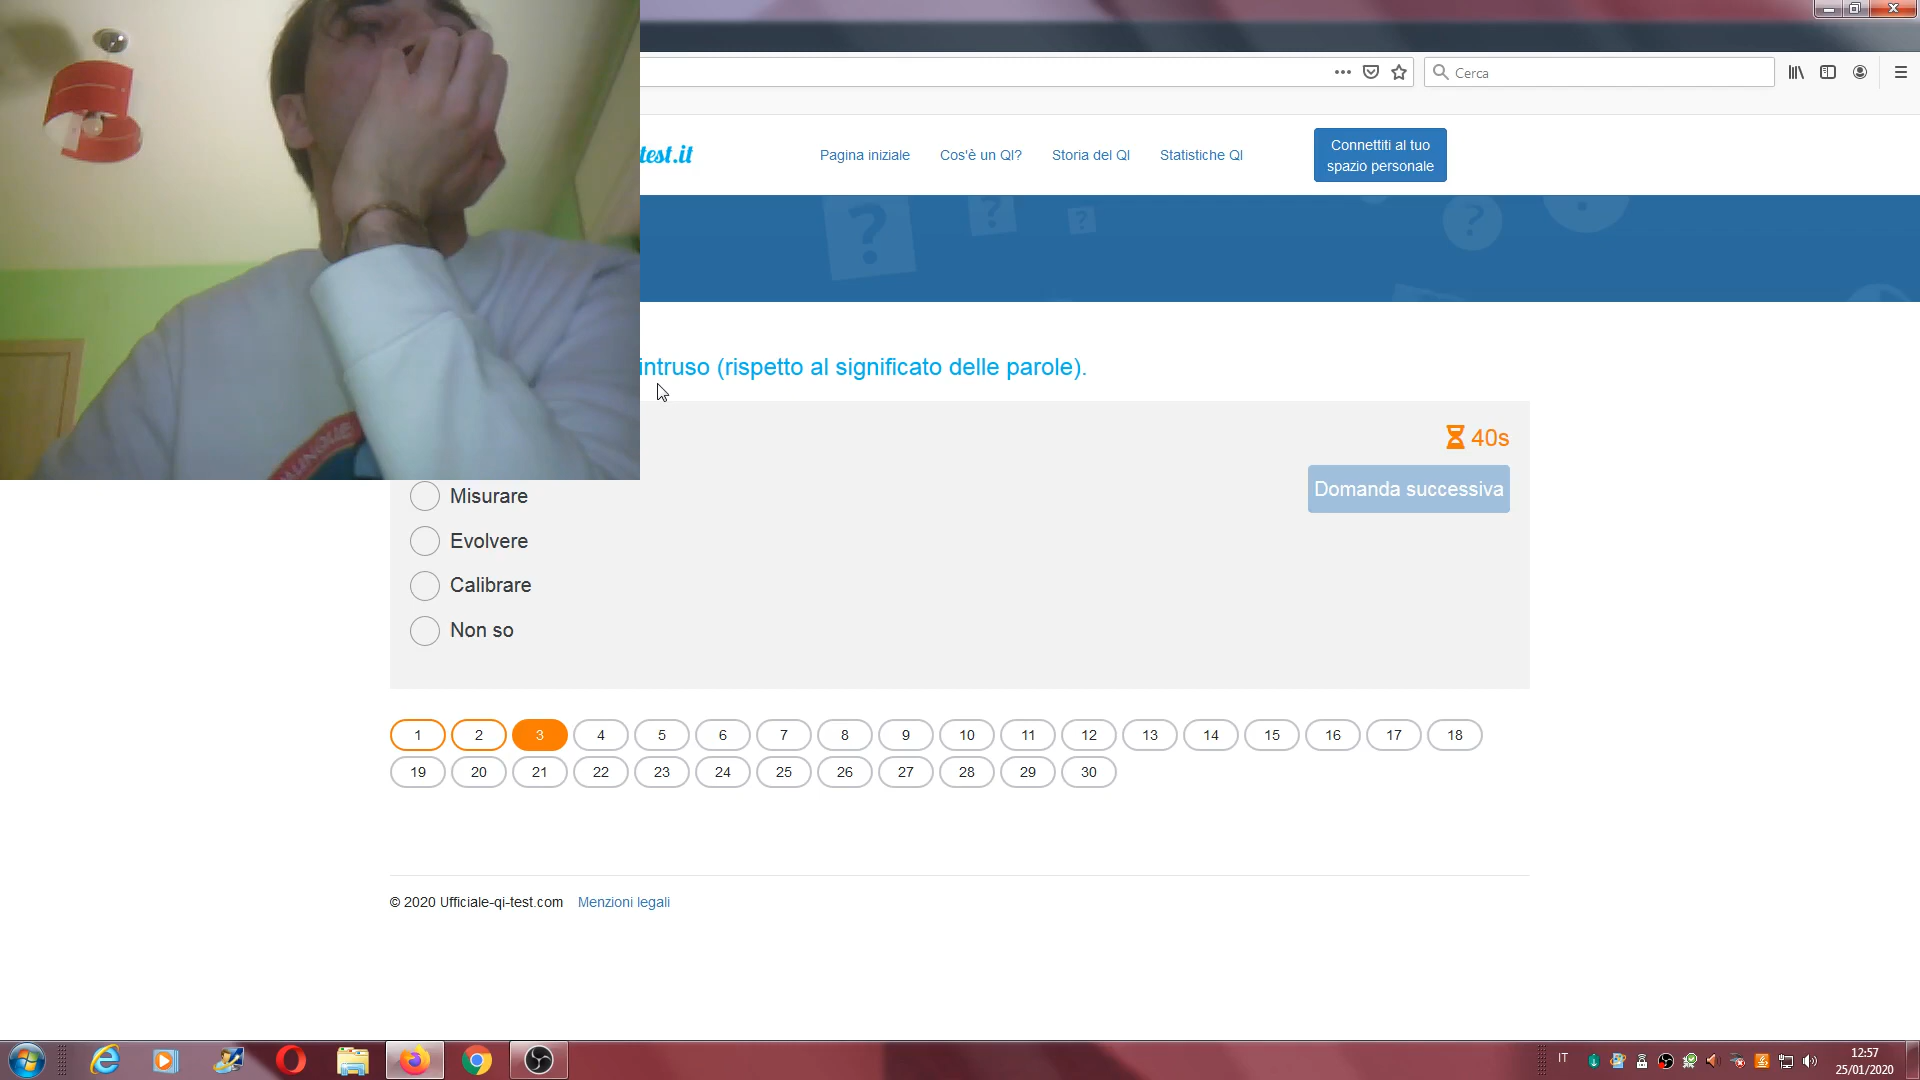 Cerca
test.it
Pagina iniziale
Cos'è un QI?
Storia del QI
Statistiche QI
Connettiti al tuo
spazio personale
intruso (rispetto al significato delle parole).
40s
Domanda successiva
Misurare
Evolvere
Calibrare
Non so
1 2 3 4 5 6 7 8 9 10 11 12 13 14 15 16 17 18
19 20 21 22 23 24 25 26 27 28 29 30
© 2020 Ufficiale-qi-test.com Menzioni legali
IT
12:57
25/01/2020